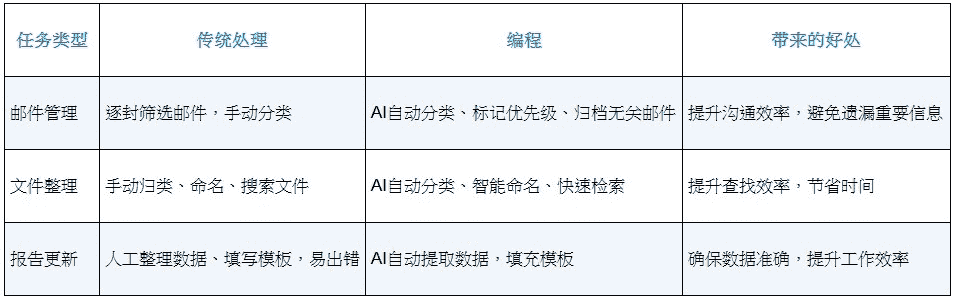 任务类型 传统处理 编程 带来的好处
邮件管理 逐封筛选邮件，手动分类 AI自动分类、标记优先级、归档无关邮件 提升沟通效率，避免遗漏重要信息
文件整理 手动归类、命名、搜索文件 AI自动分类、智能命名、快速检索 提升查找效率，节省时间
报告更新 人工整理数据、填写模板，易出错 AI自动提取数据，填充模板 确保数据准确，提升工作效率